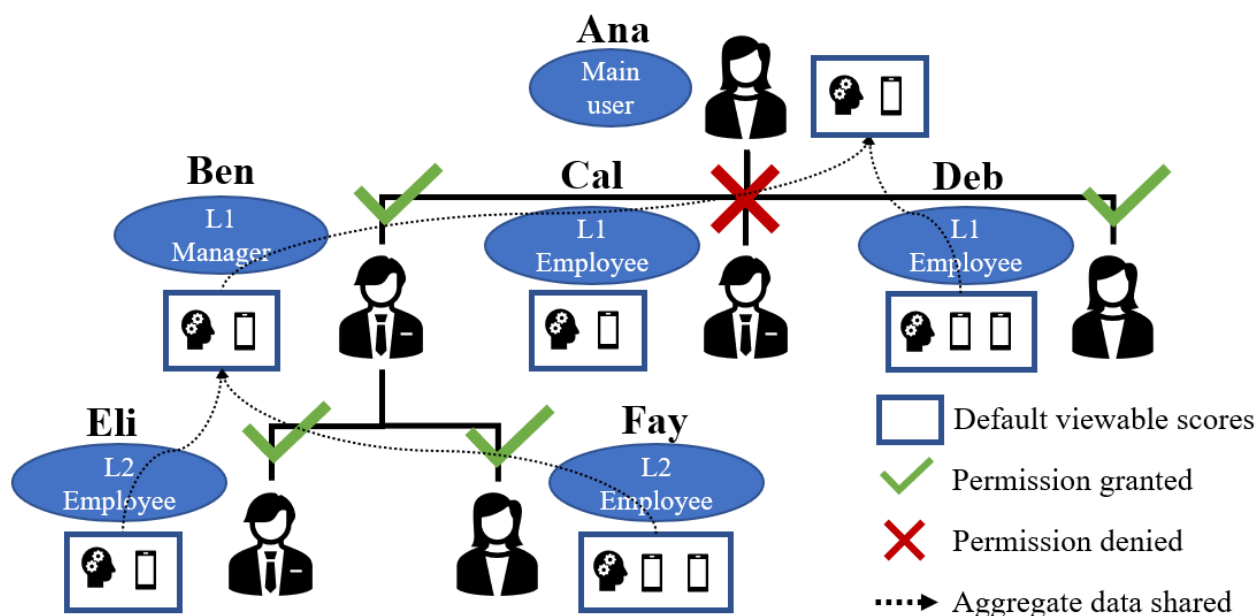 Ana
Main
user
Ben
Cal
Deb
L1
Manager
L1
Employee
L1
Employee
Eli
Fay
L2
Employee
L2
Employee
Default viewable scores
Permission granted
Permission denied
Aggregate data shared